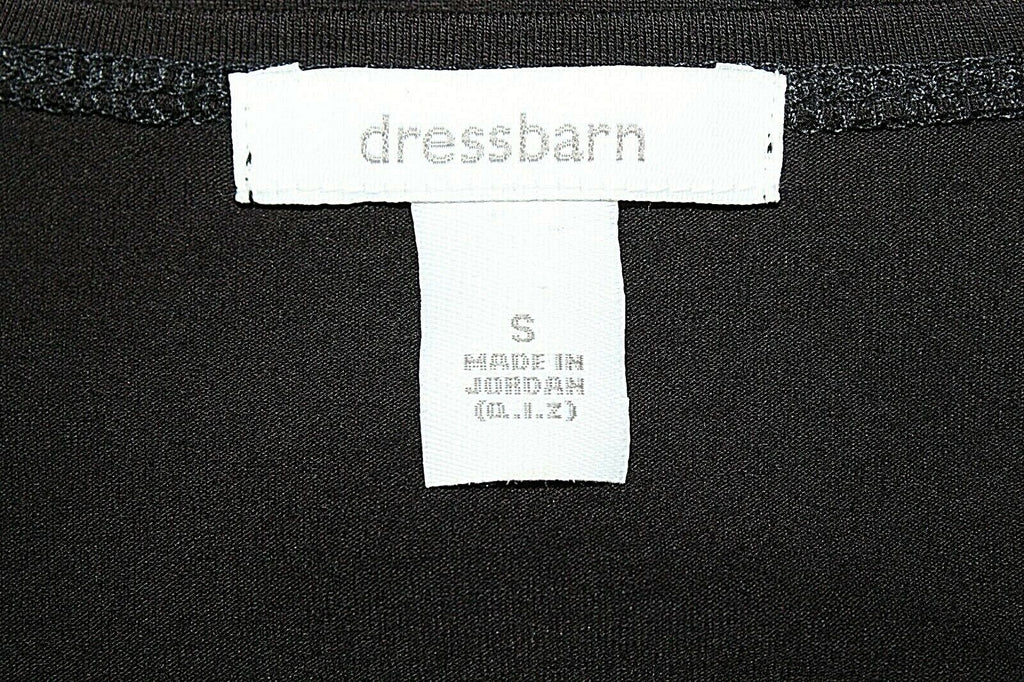 dressbarn
S
MADE IN
JORDAN
(Q.I.Z)